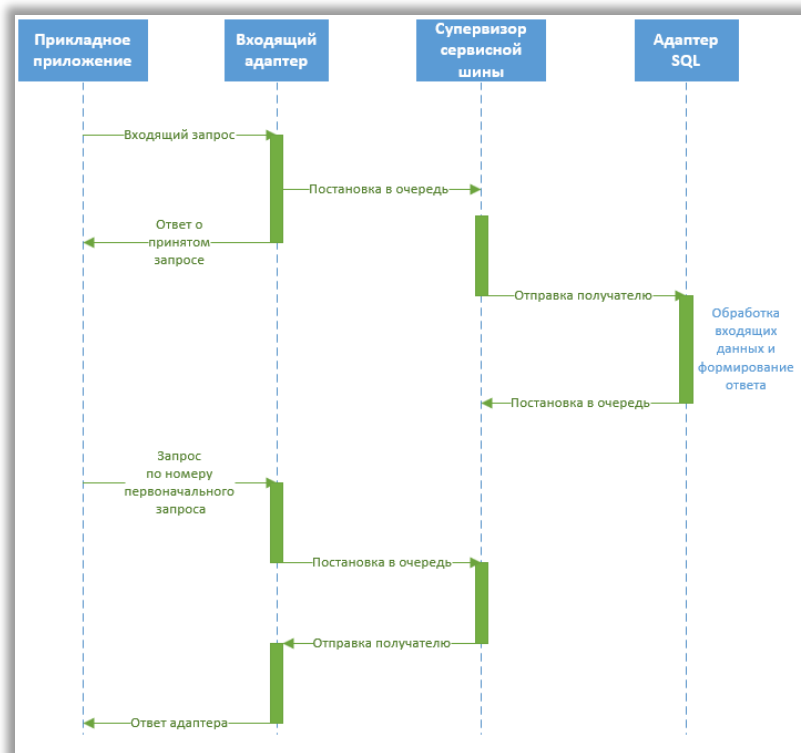 Прикладное
приложение
Входящий
адаптер
Супервизор
сервисной
шины
Адаптер
SQL
Входящий запрос
Постановка в очередь
Ответ о
принятом
запросе
Отправка получателю
Обработка
входящих
данных и
формирование
ответа
Постановка в очередь
Запрос
по номеру
первоначального
запроса
Постановка в очередь
Отправка получателю
Ответ адаптера